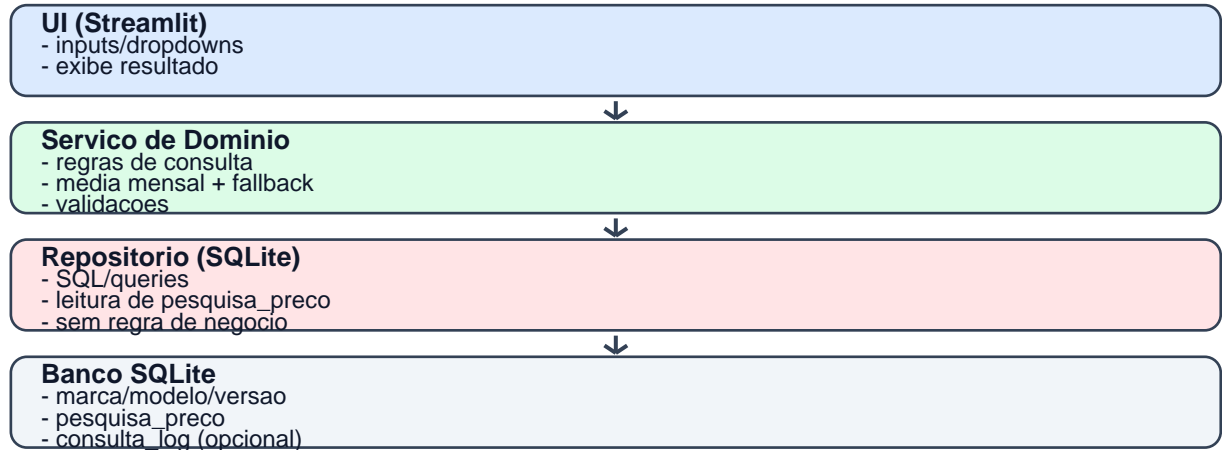 UI (Streamlit)
- inputs/dropdowns
- exibe resultado
Servico de Dominio
- regras de consulta
- media mensal + fallback
- validacoes
Repositorio (SQLite)
- SQL/queries
- leitura de pesquisa_preco
- sem regra de negocio
Banco SQLite
- marca/modelo/versao
- pesquisa_preco
- consulta_log (opcional)